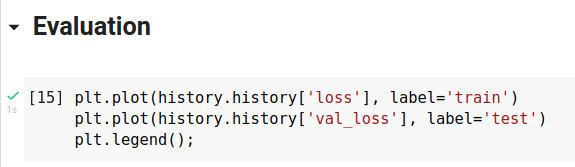 Evaluation
[15] plt.plot(history.history['loss'], label='train')
1s
plt.plot(history.history['val_loss'], label='test')
plt.legend();